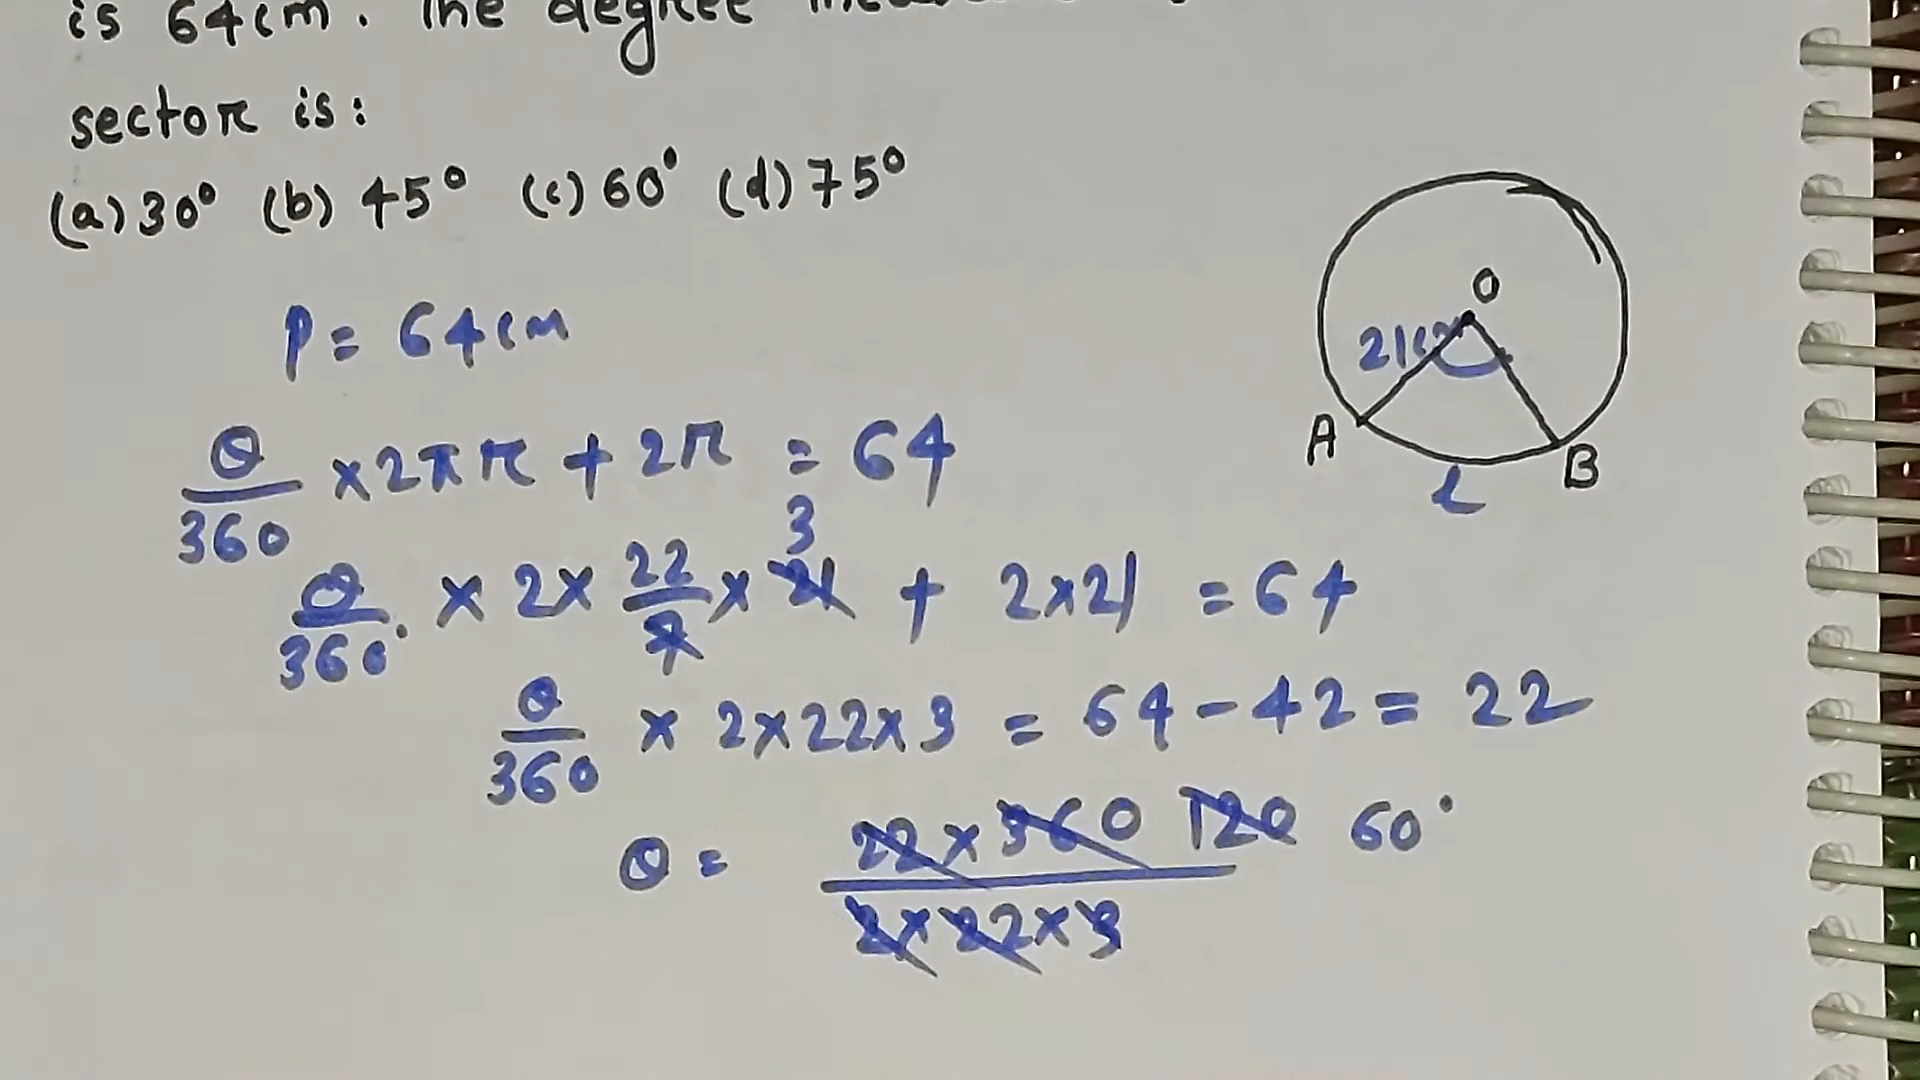 is 64cm. The degree
sector is:
(a) 30° (b) 45° (c) 60° (d) 75°
P = 64cm
θ/360 × 2πr + 2r = 64
θ/360° × 2 × 22/7 × 21 3 + 2×21 = 64
θ/360 × 2×22×3 = 64 - 42 = 22
θ = 22×360 120 60° / 2×22×3
O
21cm
A
B
l